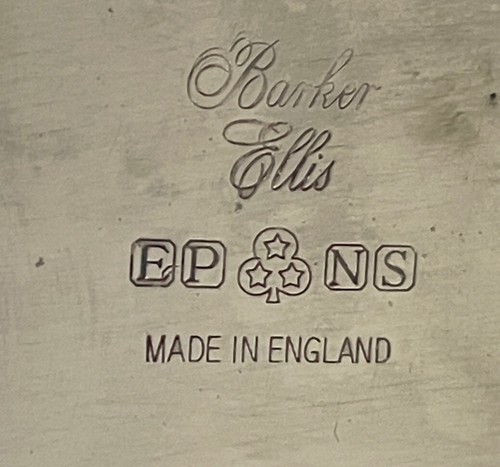 Barker
Ellis
EP NS
MADE IN ENGLAND